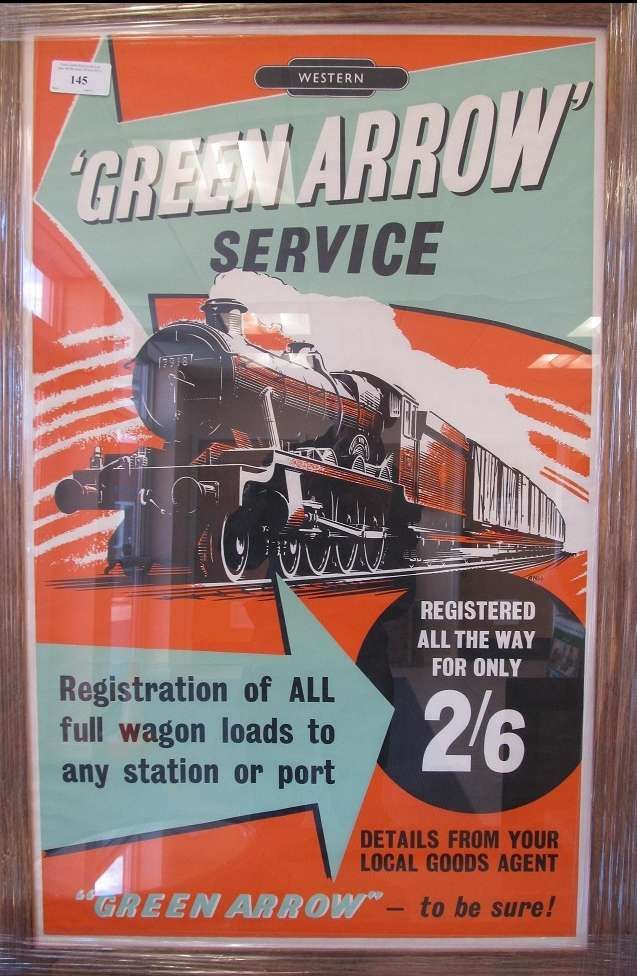 145
WESTERN
'GREEN ARROW'
SERVICE
REGISTERED
ALL THE WAY
FOR ONLY
2/6
Registration of ALL
full wagon loads to
any station or port
DETAILS FROM YOUR
LOCAL GOODS AGENT
"GREEN ARROW" – to be sure!